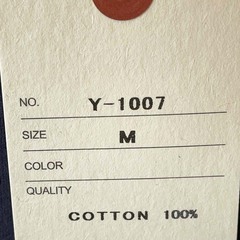 NO. Y-1007
SIZE M
COLOR
QUALITY
COTTON 100%